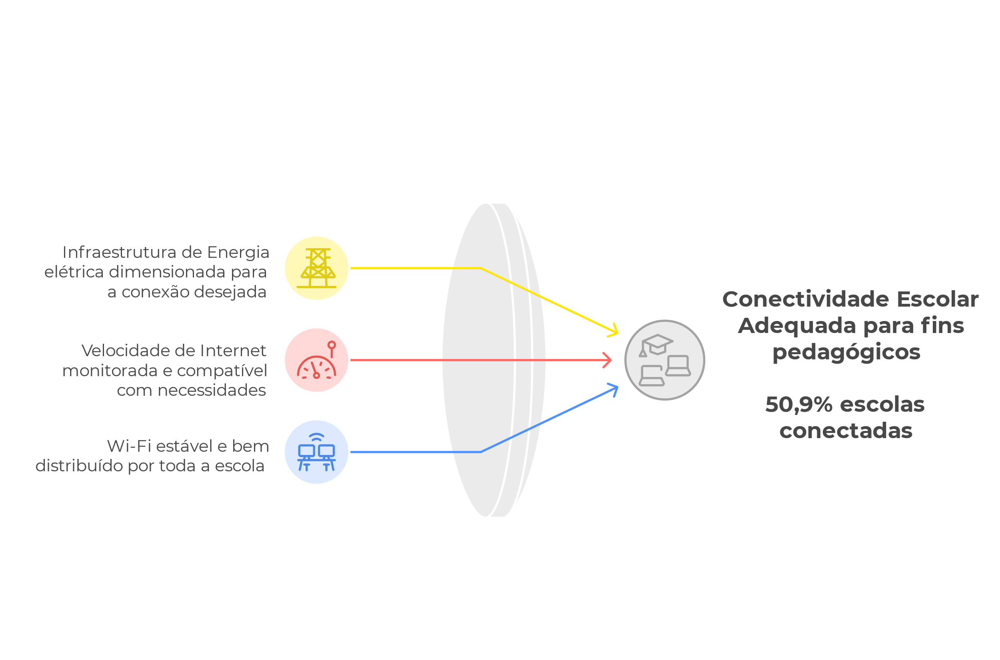 Infraestrutura de Energia
elétrica dimensionada para
a conexão desejada
Velocidade de Internet
monitorada e compatível
com necessidades
Wi-Fi estável e bem
distribuído por toda a escola
Conectividade Escolar
Adequada para fins
pedagógicos
50,9% escolas
conectadas